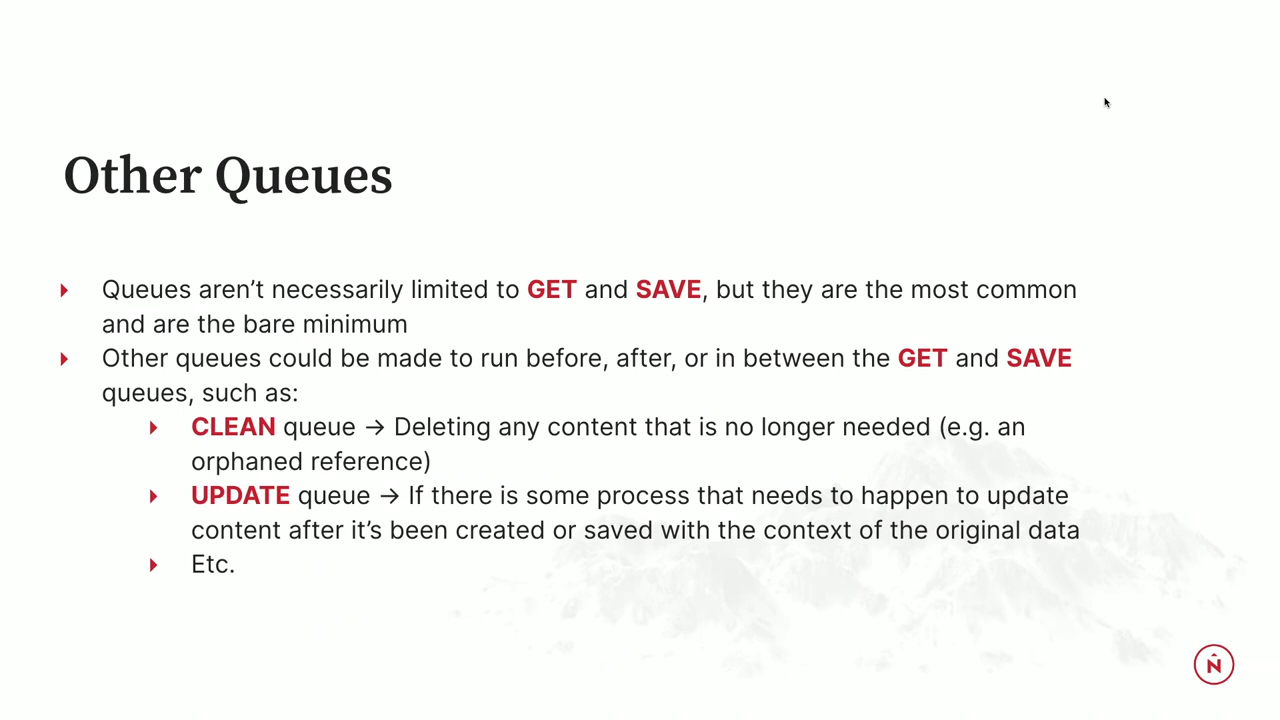 Other Queues
Queues aren’t necessarily limited to GET and SAVE, but they are the most common
and are the bare minimum
Other queues could be made to run before, after, or in between the GET and SAVE
queues, such as:
CLEAN queue → Deleting any content that is no longer needed (e.g. an
orphaned reference)
UPDATE queue → If there is some process that needs to happen to update
content after it’s been created or saved with the context of the original data
Etc.
N